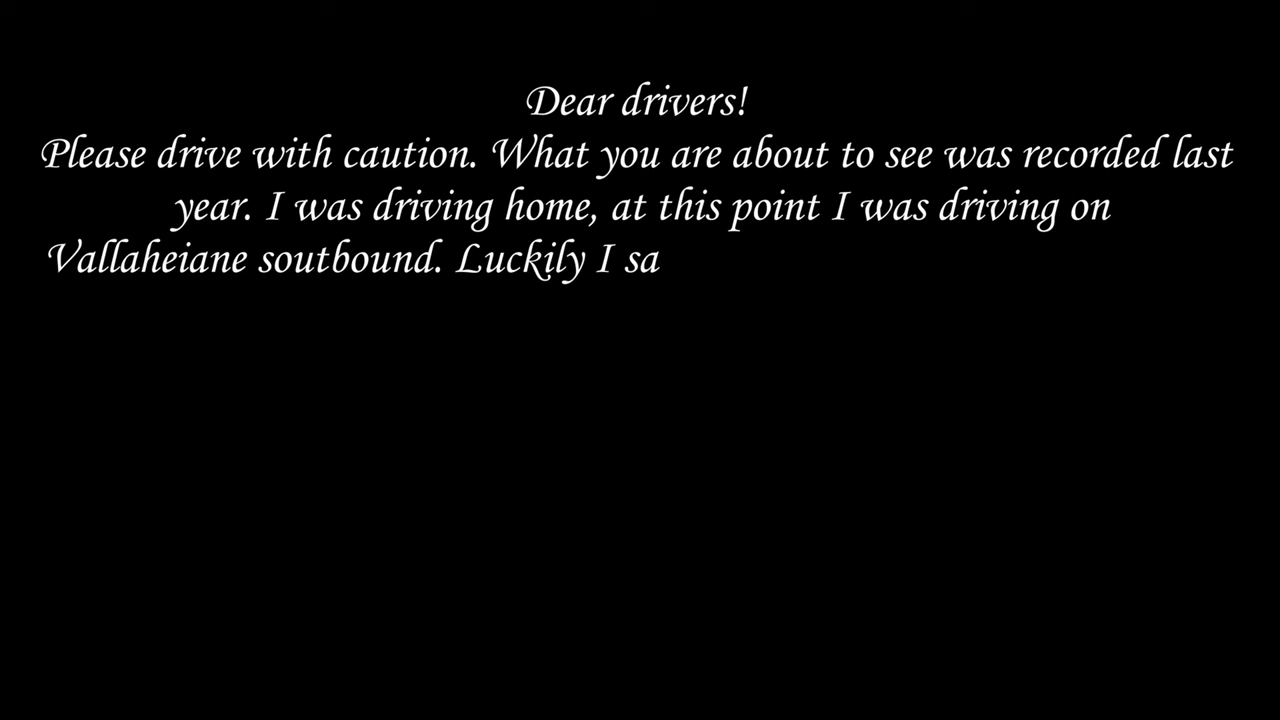 Dear drivers!
Please drive with caution. What you are about to see was recorded last
year. I was driving home, at this point I was driving on
Vallaheiane soutbound. Luckily I sa